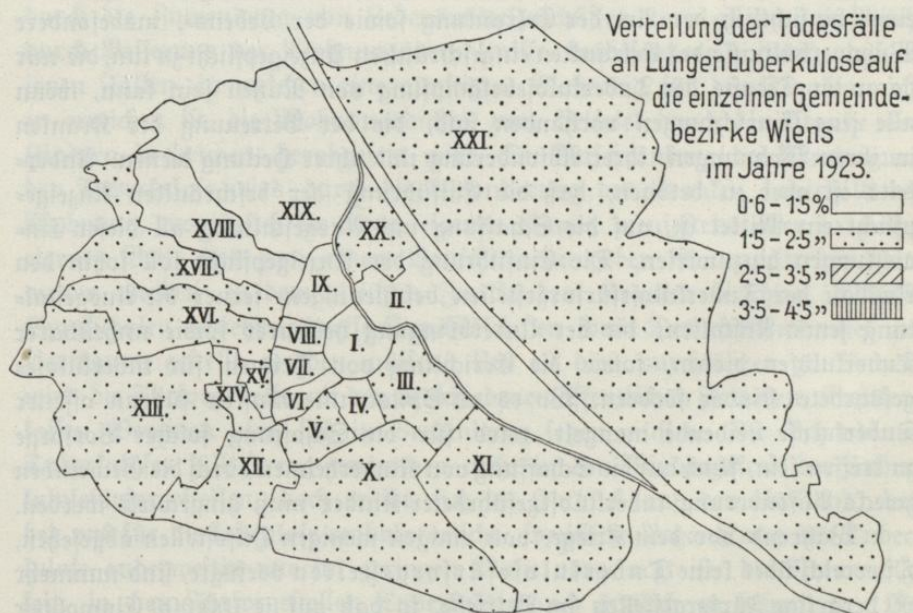 Verteilung der Todesfälle
an Lungentuberkulose auf
die einzelnen Gemeinde-
bezirke Wiens
im Jahre 1923.
0·6 - 1·5%
1·5 - 2·5 "
2·5 - 3·5 "
3·5 - 4·5 "
XXI.
XIX.
XX.
XVIII.
XVII.
IX.
II.
XVI.
VIII.
I.
XV.
VII.
III.
XIV.
VI.
IV.
XIII.
V.
XII.
X.
XI.